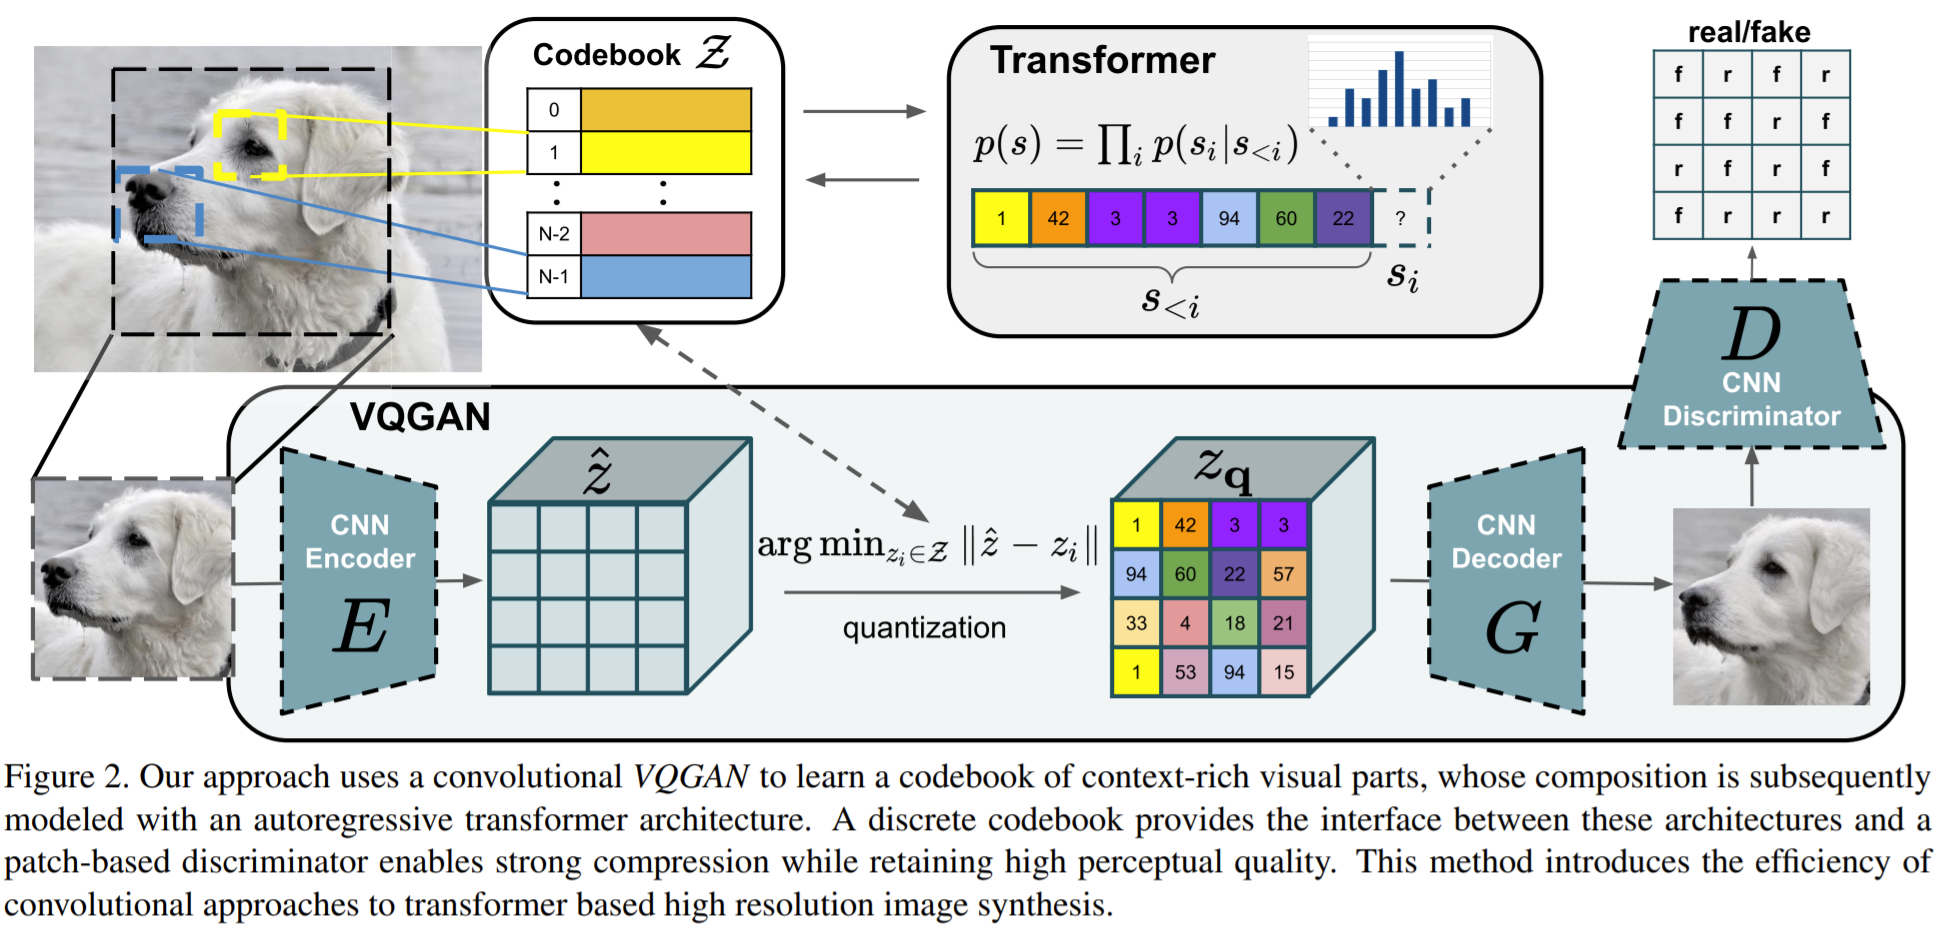 Codebook 𝒵
0
1
N-2
N-1
Transformer
p(s) = ∏ᵢ p(sᵢ|s<ᵢ)
1 42 3 3 94 60 22 ?
s<ᵢ
sᵢ
real/fake
f r f r
f f r f
r f r f
f r r r
D
CNN
Discriminator
VQGAN
CNN
Encoder
E
ẑ
arg min_{zᵢ∈𝒵} ‖ẑ − zᵢ‖
quantization
z_q
1 42 3 3
94 60 22 57
33 4 18 21
1 53 94 15
CNN
Decoder
G
Figure 2. Our approach uses a convolutional VQGAN to learn a codebook of context-rich visual parts, whose composition is subsequently
modeled with an autoregressive transformer architecture. A discrete codebook provides the interface between these architectures and a
patch-based discriminator enables strong compression while retaining high perceptual quality. This method introduces the efficiency of
convolutional approaches to transformer based high resolution image synthesis.